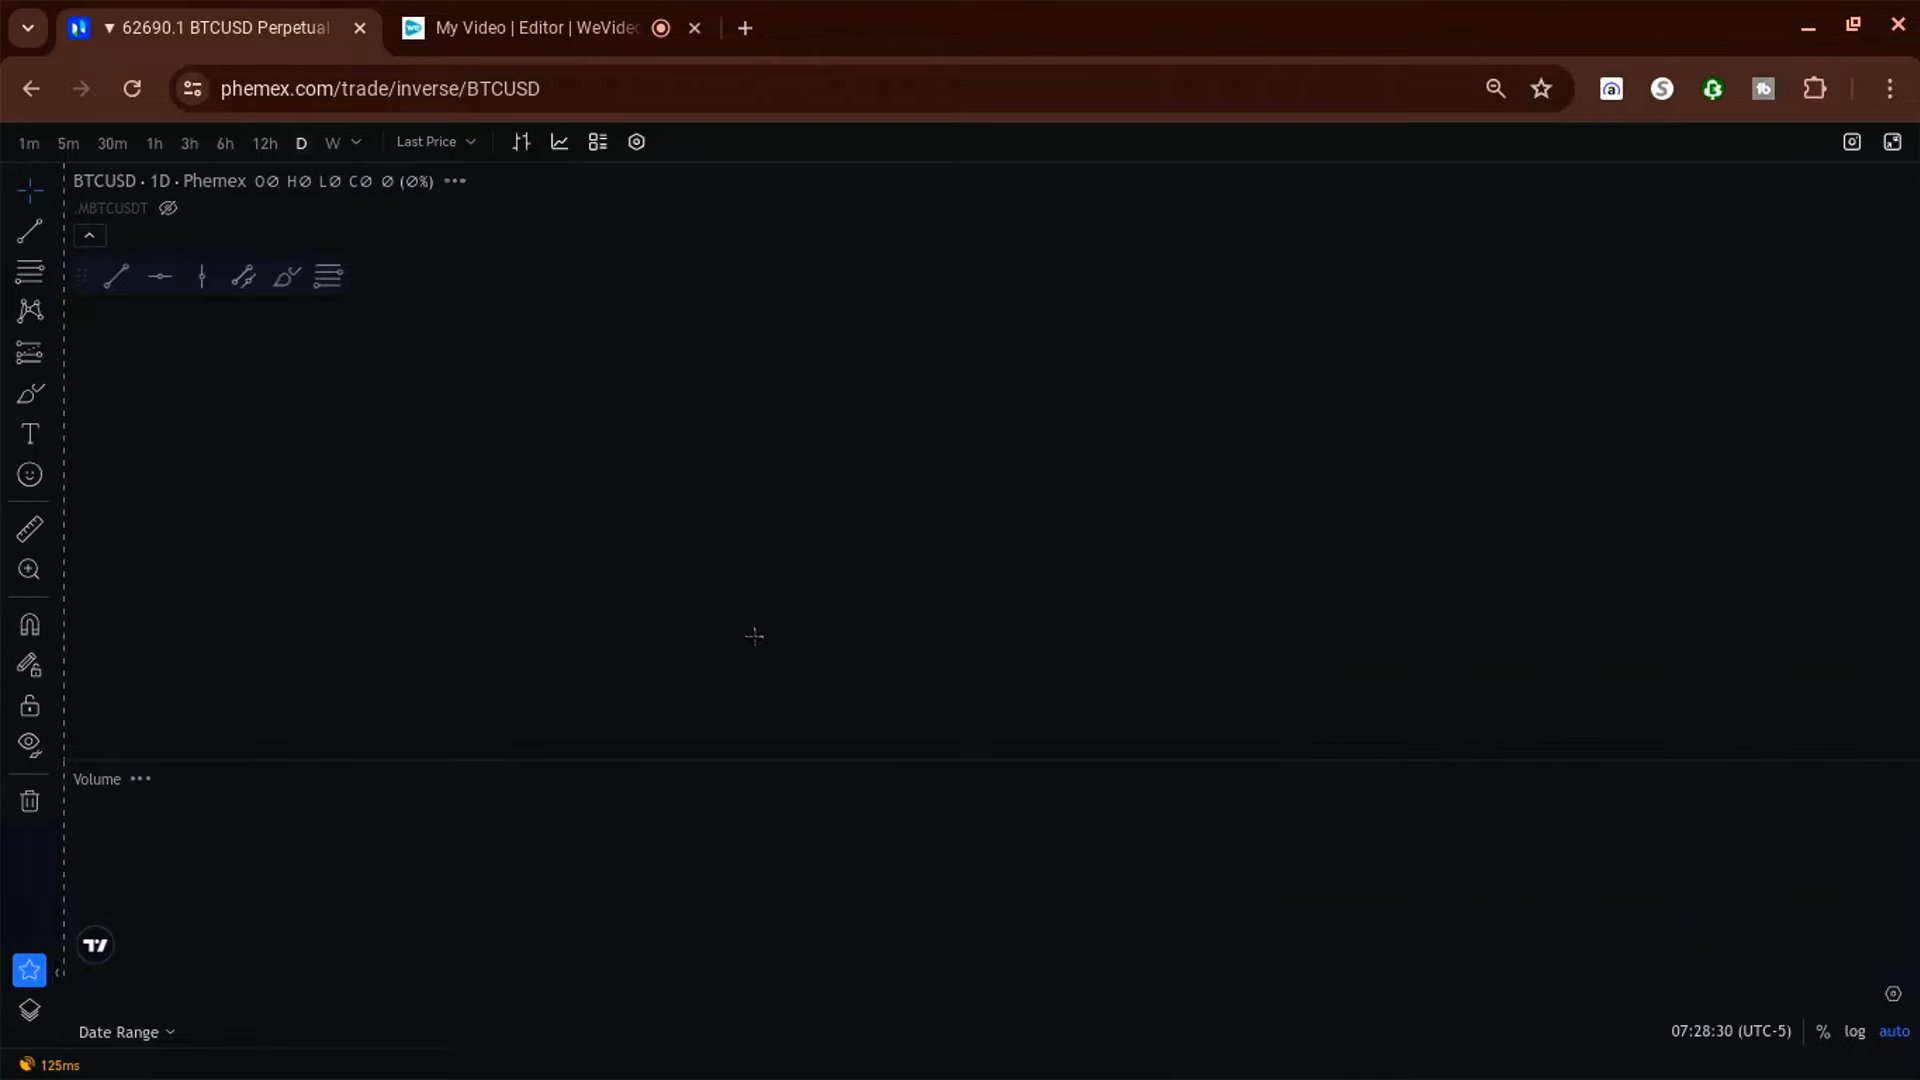 ▼ 62690.1 BTCUSD Perpetual
My Video | Editor | WeVide
phemex.com/trade/inverse/BTCUSD
1m 5m 30m 1h 3h 6h 12h D W Last Price
BTCUSD · 1D · Phemex O∅ H∅ L∅ C∅ ∅ (∅%)
.MBTCUSDT
Volume
Date Range
07:28:30 (UTC-5) % log auto
125ms